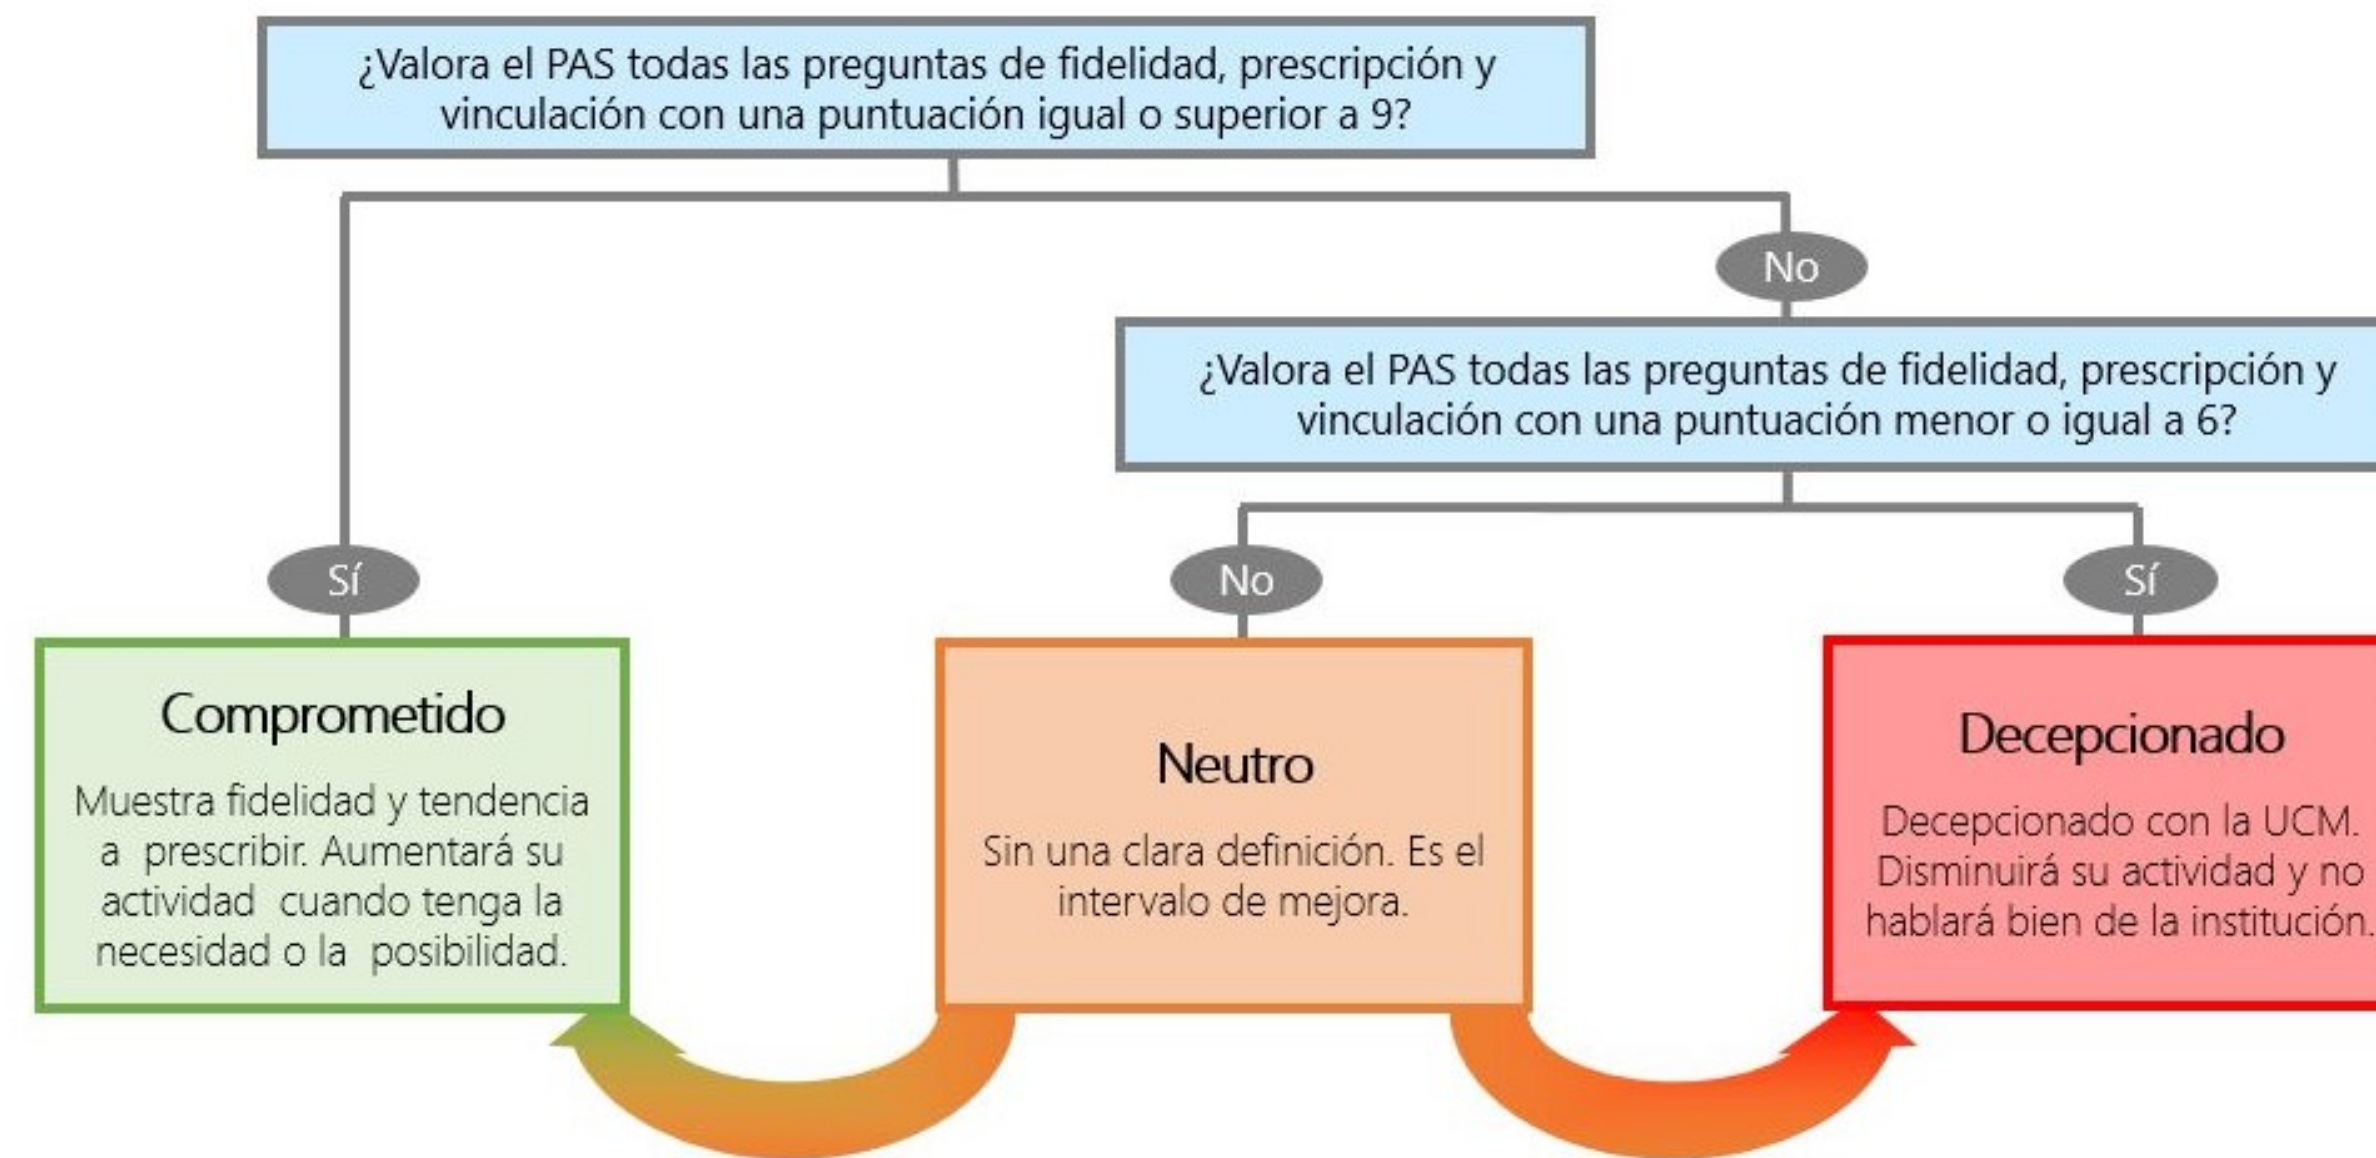 ¿Valora el PAS todas las preguntas de fidelidad, prescripción y
vinculación con una puntuación igual o superior a 9?
No
¿Valora el PAS todas las preguntas de fidelidad, prescripción y
vinculación con una puntuación menor o igual a 6?
Sí
No
Sí
Comprometido
Muestra fidelidad y tendencia
a prescribir. Aumentará su
actividad cuando tenga la
necesidad o la posibilidad.
Neutro
Sin una clara definición. Es el
intervalo de mejora.
Decepcionado
Decepcionado con la UCM.
Disminuirá su actividad y no
hablará bien de la institución.